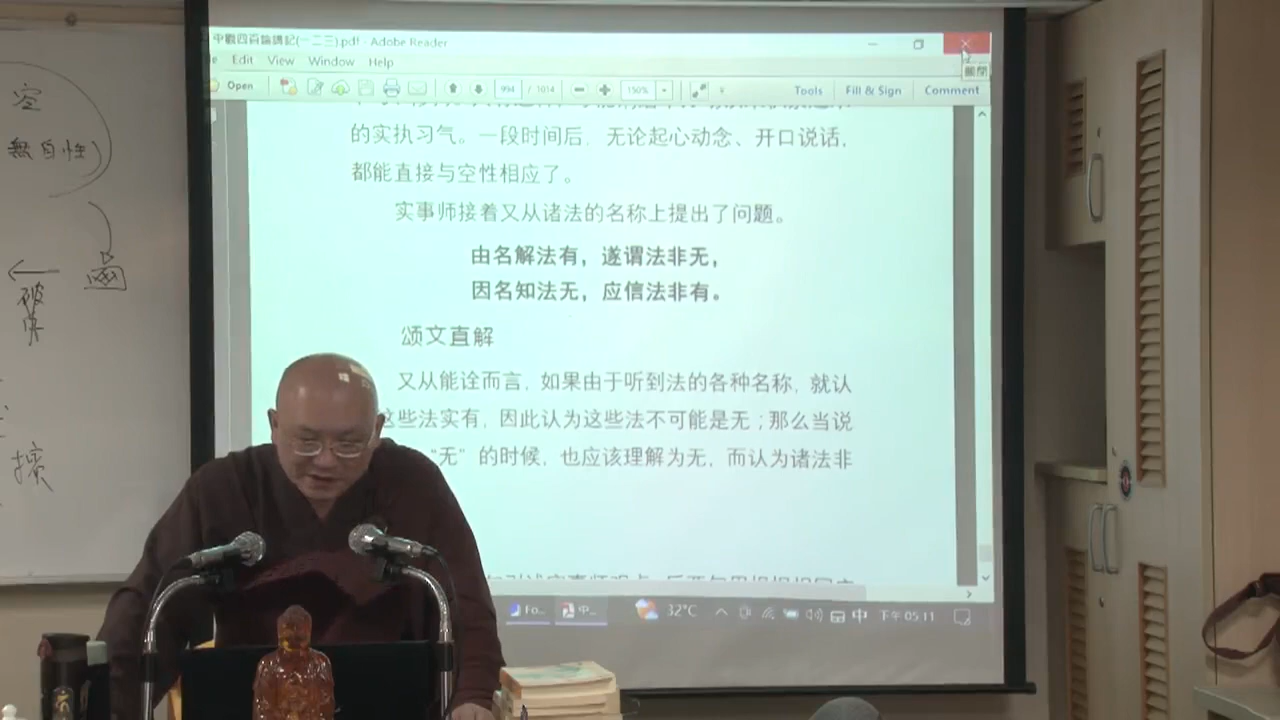 空
無自性)
破
壞
中觀四百論講記(一二三).pdf - Adobe Reader
Edit View Window Help
Open 994 / 1014 150% Tools Fill & Sign Comment
的实执习气。一段时间后，无论起心动念、开口说话，
都能直接与空性相应了。
实事师接着又从诸法的名称上提出了问题。
由名解法有，遂谓法非无，
因名知法无，应信法非有。
颂文直解
又从能诠而言，如果由于听到法的各种名称，就认
这些法实有，因此认为这些法不可能是无；那么当说
“无”的时候，也应该理解为无，而认为诸法非
Fo... 中... 32°C 中 下午 05:11